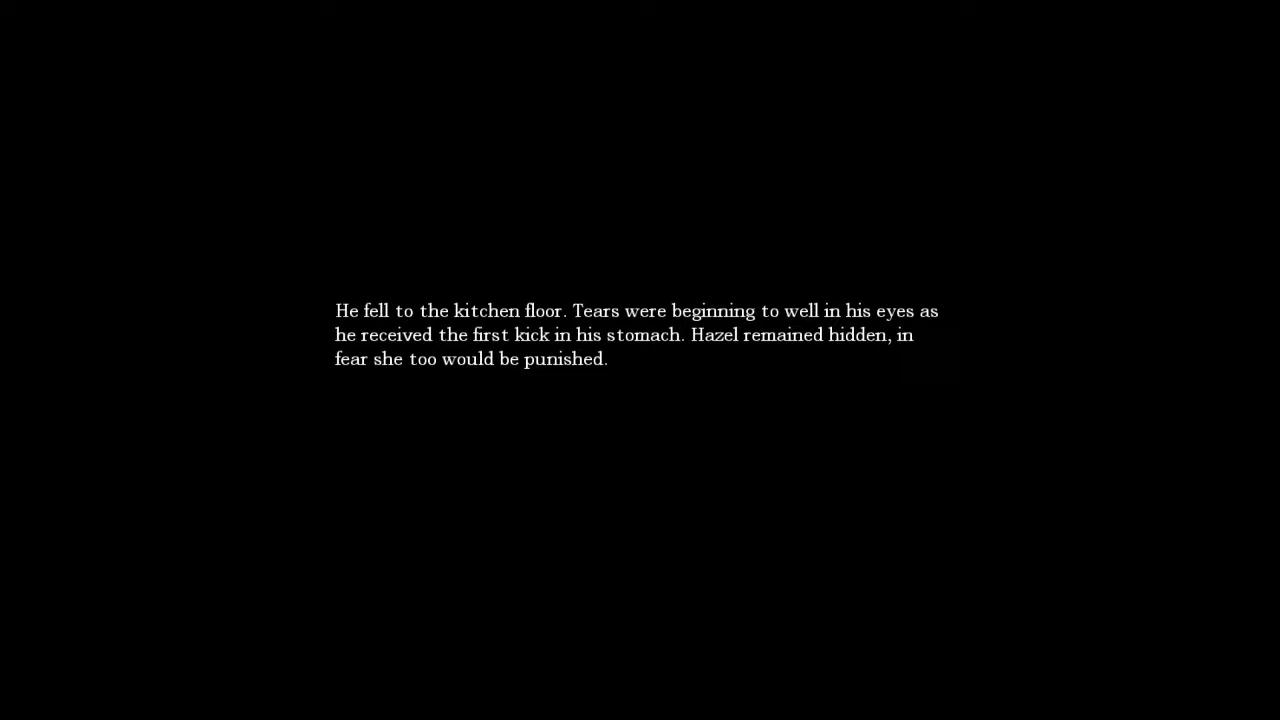 He fell to the kitchen floor. Tears were beginning to well in his eyes as
he received the first kick in his stomach. Hazel remained hidden, in
fear she too would be punished.